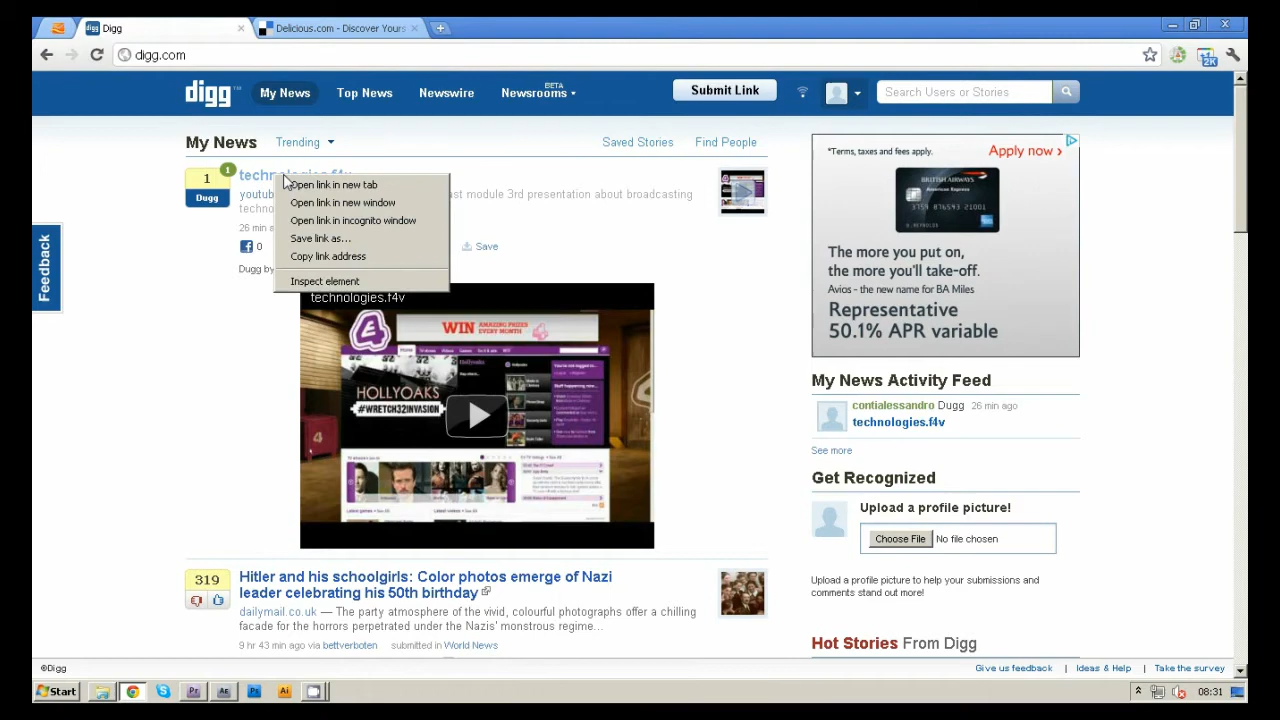 Digg
Delicious.com - Discover Yours
digg.com
2K
digg
My News
Top News
Newswire
BETA
Newsrooms
Submit Link
Search Users or Stories
My News
Trending
Saved Stories
Find People
1
1
Dugg
Open link in new tab
Open link in new window
Open link in incognito window
Save link as...
Copy link address
Inspect element
module 3rd presentation about broadcasting
26 min
0
Save
Dugg by
technologies.f4v
WIN AMAZING PRIZES EVERY MONTH
HOLLYOAKS
#WRETCH32INVASION
319
Hitler and his schoolgirls: Color photos emerge of Nazi
leader celebrating his 50th birthday
dailymail.co.uk — The party atmosphere of the vivid, colourful photographs offer a chilling
facade for the horrors perpetrated under the Nazis' monstrous regime...
9 hr 43 min ago via bettverboten submitted in World News
Feedback
*Terms, taxes and fees apply.
Apply now ›
BRITISH AIRWAYS
The more you put on,
the more you'll take-off.
Avios - the new name for BA Miles
Representative
50.1% APR variable
My News Activity Feed
contialessandro Dugg 26 min ago
technologies.f4v
See more
Get Recognized
Upload a profile picture!
Choose File No file chosen
Upload a profile picture to help your submissions and
comments stand out more!
Hot Stories From Digg
©Digg
Give us feedback | Ideas & Help | Take the survey
Start
Pr
AE
Ps
Ai
08:31